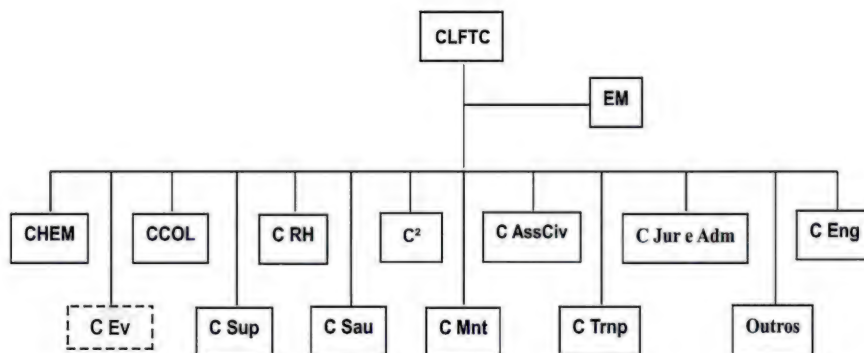 CLFTC
EM
CHEM
CCOL
C RH
C²
C AssCiv
C Jur e Adm
C Eng
C Ev
C Sup
C Sau
C Mnt
C Trnp
Outros